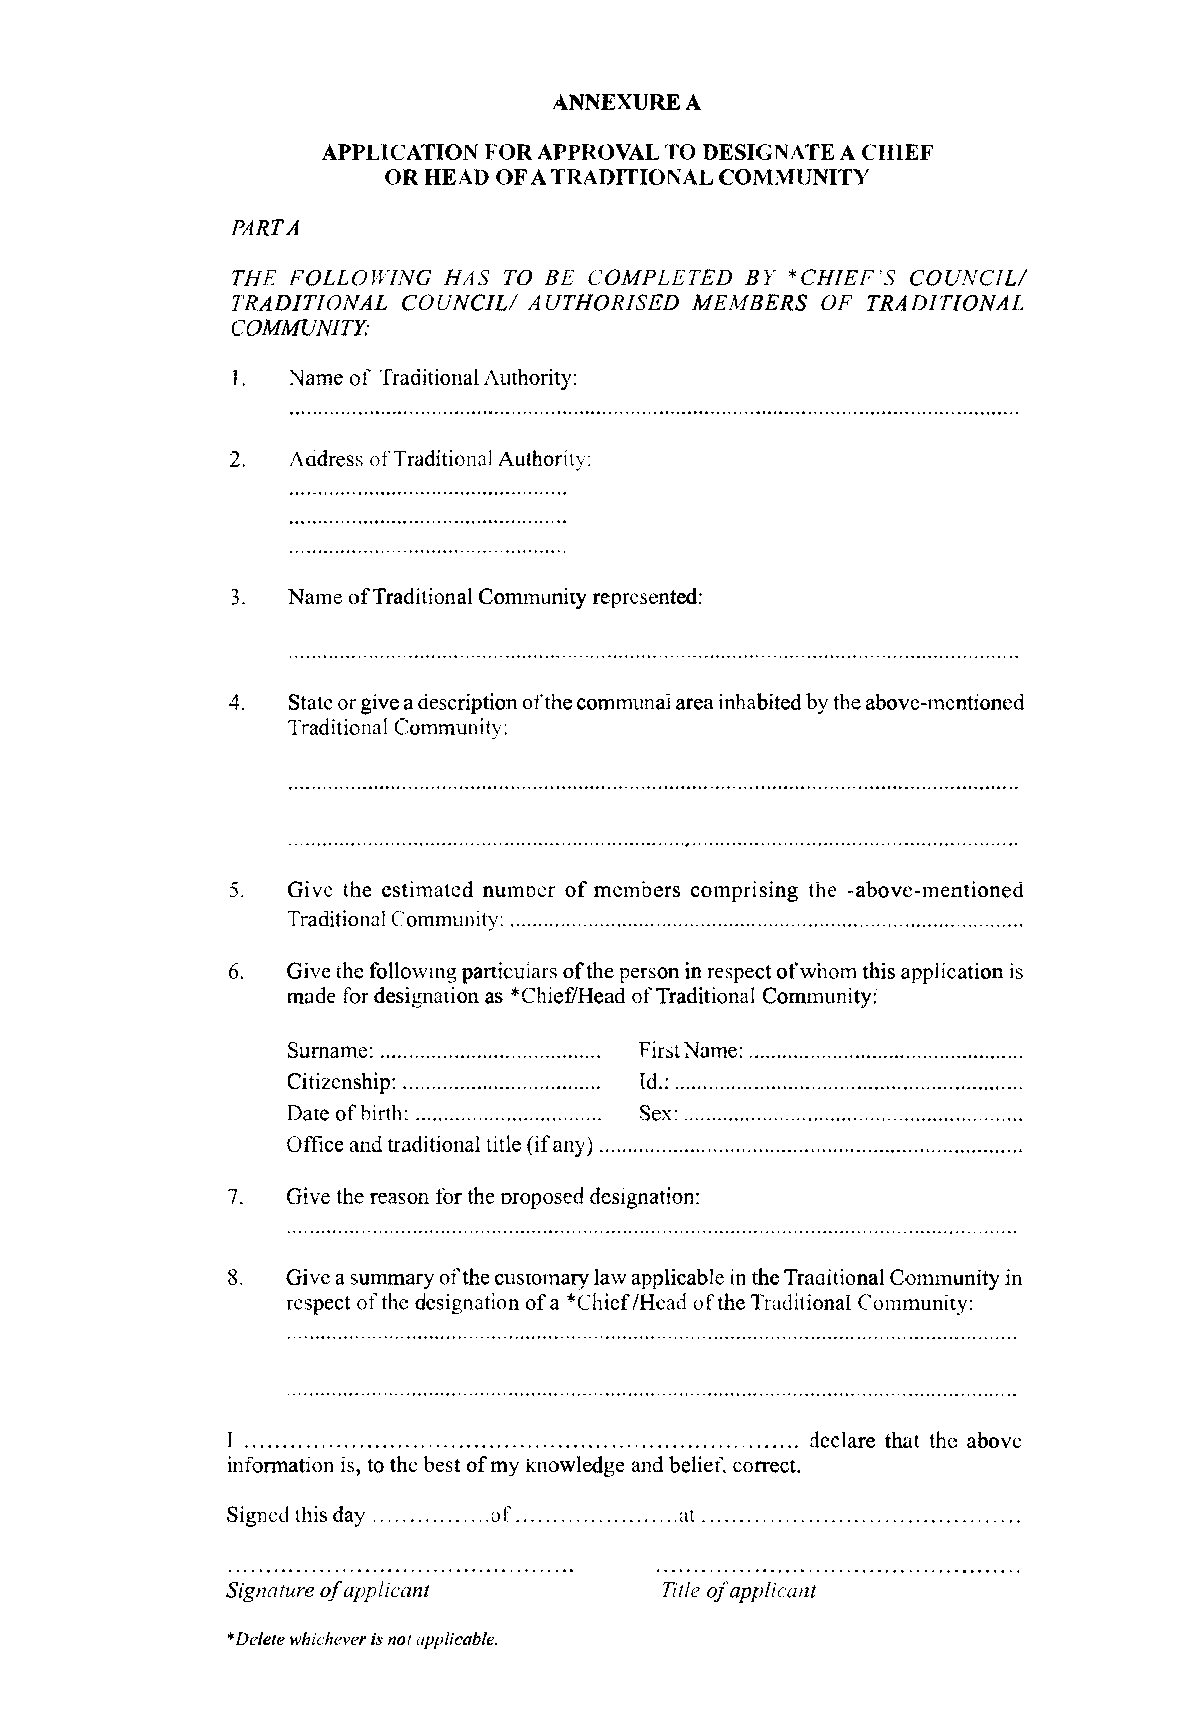 ANNEXURE A
APPLICATION FOR APPROVAL TO DESIGNATE A CHIEF
OR HEAD OF A TRADITIONAL COMMUNITY
PART A
THE FOLLOWING HAS TO BE COMPLETED BY *CHIEF'S COUNCIL/
TRADITIONAL COUNCIL/ AUTHORISED MEMBERS OF TRADITIONAL
COMMUNITY:
1. Name of Traditional Authority:
..............................................................................................................................
2. Address of Traditional Authority:
................................................
................................................
................................................
3. Name of Traditional Community represented:
..............................................................................................................................
4. State or give a description of the communal area inhabited by the above-mentioned
Traditional Community:
..............................................................................................................................
..............................................................................................................................
5. Give the estimated number of members comprising the -above-mentioned
Traditional Community: ..........................................................................................
6. Give the following particulars of the person in respect of whom this application is
made for designation as *Chief/Head of Traditional Community:
Surname: ....................................... First Name: ................................................
Citizenship: ................................... Id.: .............................................................
Date of birth: ................................. Sex: ............................................................
Office and traditional title (if any) ..........................................................................
7. Give the reason for the proposed designation:
..............................................................................................................................
8. Give a summary of the customary law applicable in the Traditional Community in
respect of the designation of a *Chief/Head of the Traditional Community:
..............................................................................................................................
..............................................................................................................................
I ......................................................................... declare that the above
information is, to the best of my knowledge and belief, correct.
Signed this day ................of......................at..........................................
.............................................. ................................................
Signature of applicant Title of applicant
*Delete whichever is not applicable.